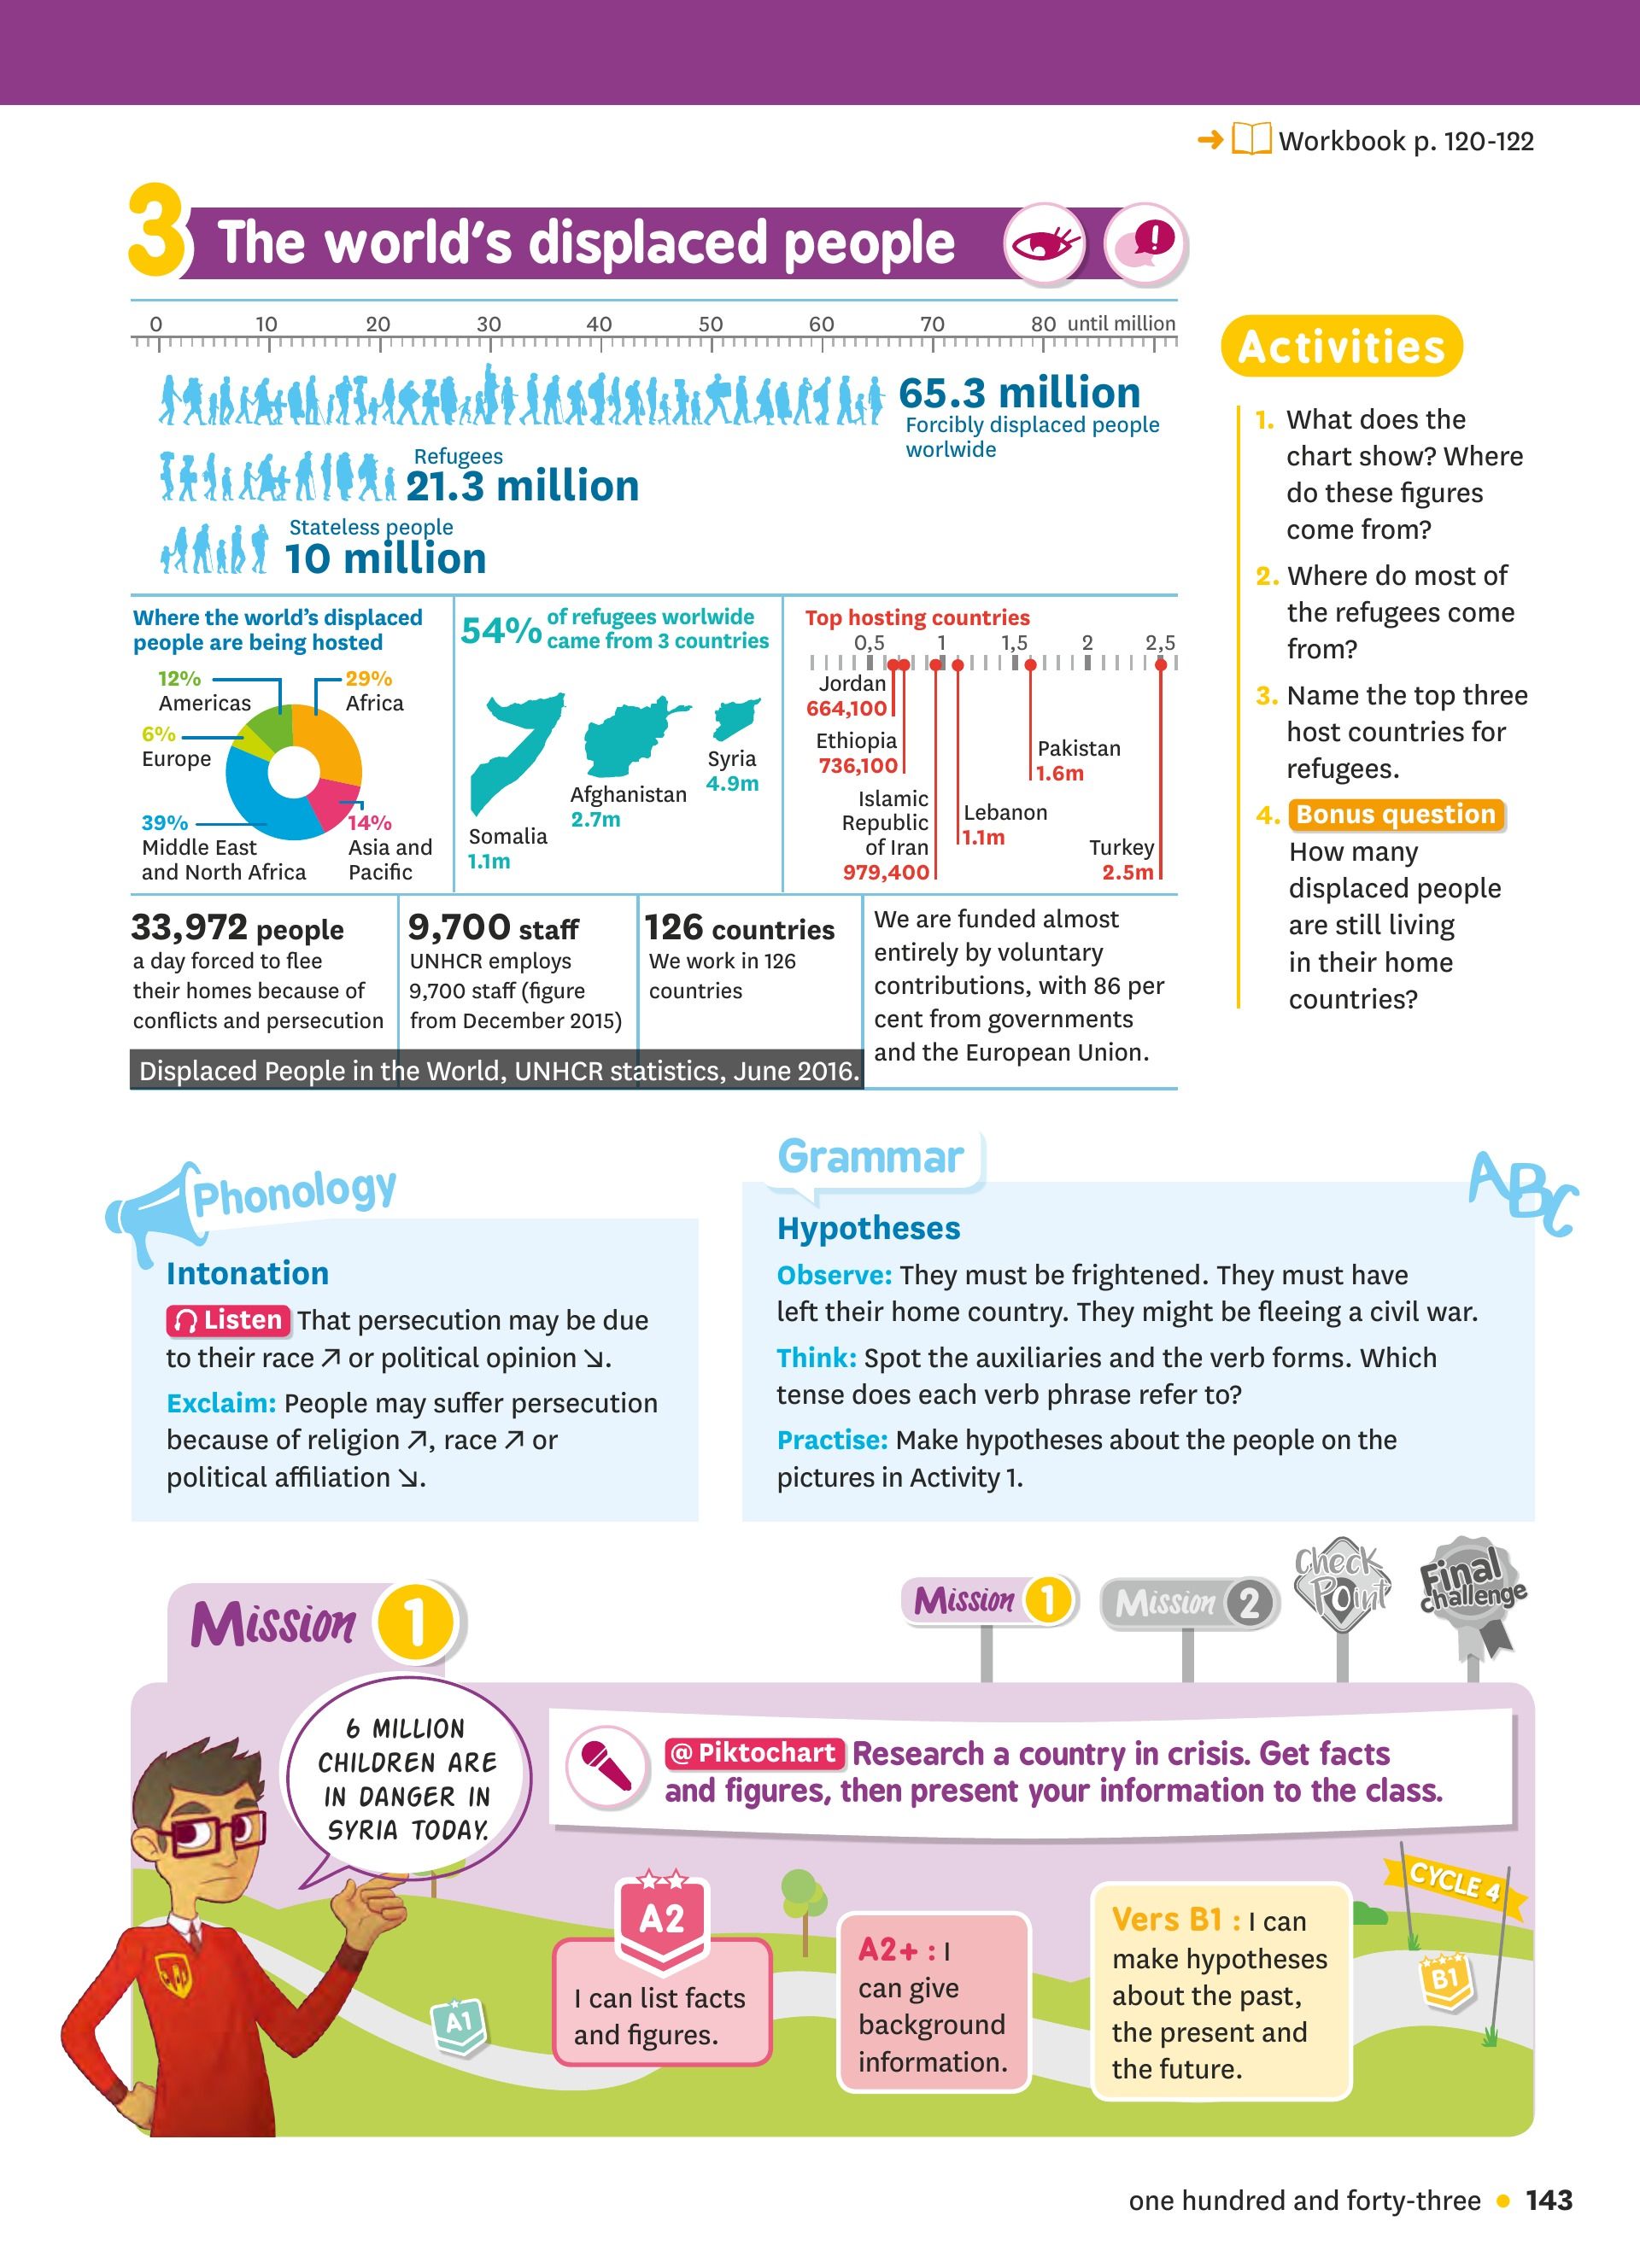 Workbook p. 120-122
3 The world's displaced people
0 10 20 30 40 50 60 70 80 until million
65.3 million
Forcibly displaced people
worlwide
Refugees
21.3 million
Stateless people
10 million
Where the world's displaced
people are being hosted
12%
Americas
29%
Africa
6%
Europe
39%
Middle East
and North Africa
14%
Asia and
Pacific
54% of refugees worlwide
came from 3 countries
Somalia
1.1m
Afghanistan
2.7m
Syria
4.9m
Top hosting countries
0,5 1 1,5 2 2,5
Jordan
664,100
Ethiopia
736,100
Islamic
Republic
of Iran
979,400
Lebanon
1.1m
Pakistan
1.6m
Turkey
2.5m
33,972 people
a day forced to flee
their homes because of
conflicts and persecution
9,700 staff
UNHCR employs
9,700 staff (figure
from December 2015)
126 countries
We work in 126
countries
We are funded almost
entirely by voluntary
contributions, with 86 per
cent from governments
and the European Union.
Displaced People in the World, UNHCR statistics, June 2016.
Activities
1. What does the
chart show? Where
do these figures
come from?
2. Where do most of
the refugees come
from?
3. Name the top three
host countries for
refugees.
4. Bonus question
How many
displaced people
are still living
in their home
countries?
Phonology
Intonation
Listen That persecution may be due
to their race ↗ or political opinion ↘.
Exclaim: People may suffer persecution
because of religion ↗, race ↗ or
political affiliation ↘.
Grammar
ABC
Hypotheses
Observe: They must be frightened. They must have
left their home country. They might be fleeing a civil war.
Think: Spot the auxiliaries and the verb forms. Which
tense does each verb phrase refer to?
Practise: Make hypotheses about the people on the
pictures in Activity 1.
Mission 1
Mission 1
Mission 2
Check
Point
Final
challenge
6 MILLION
CHILDREN ARE
IN DANGER IN
SYRIA TODAY.
@ Piktochart Research a country in crisis. Get facts
and figures, then present your information to the class.
A1
A2
I can list facts
and figures.
A2+ : I
can give
background
information.
Vers B1 : I can
make hypotheses
about the past,
the present and
the future.
CYCLE 4
B1
one hundred and forty-three • 143